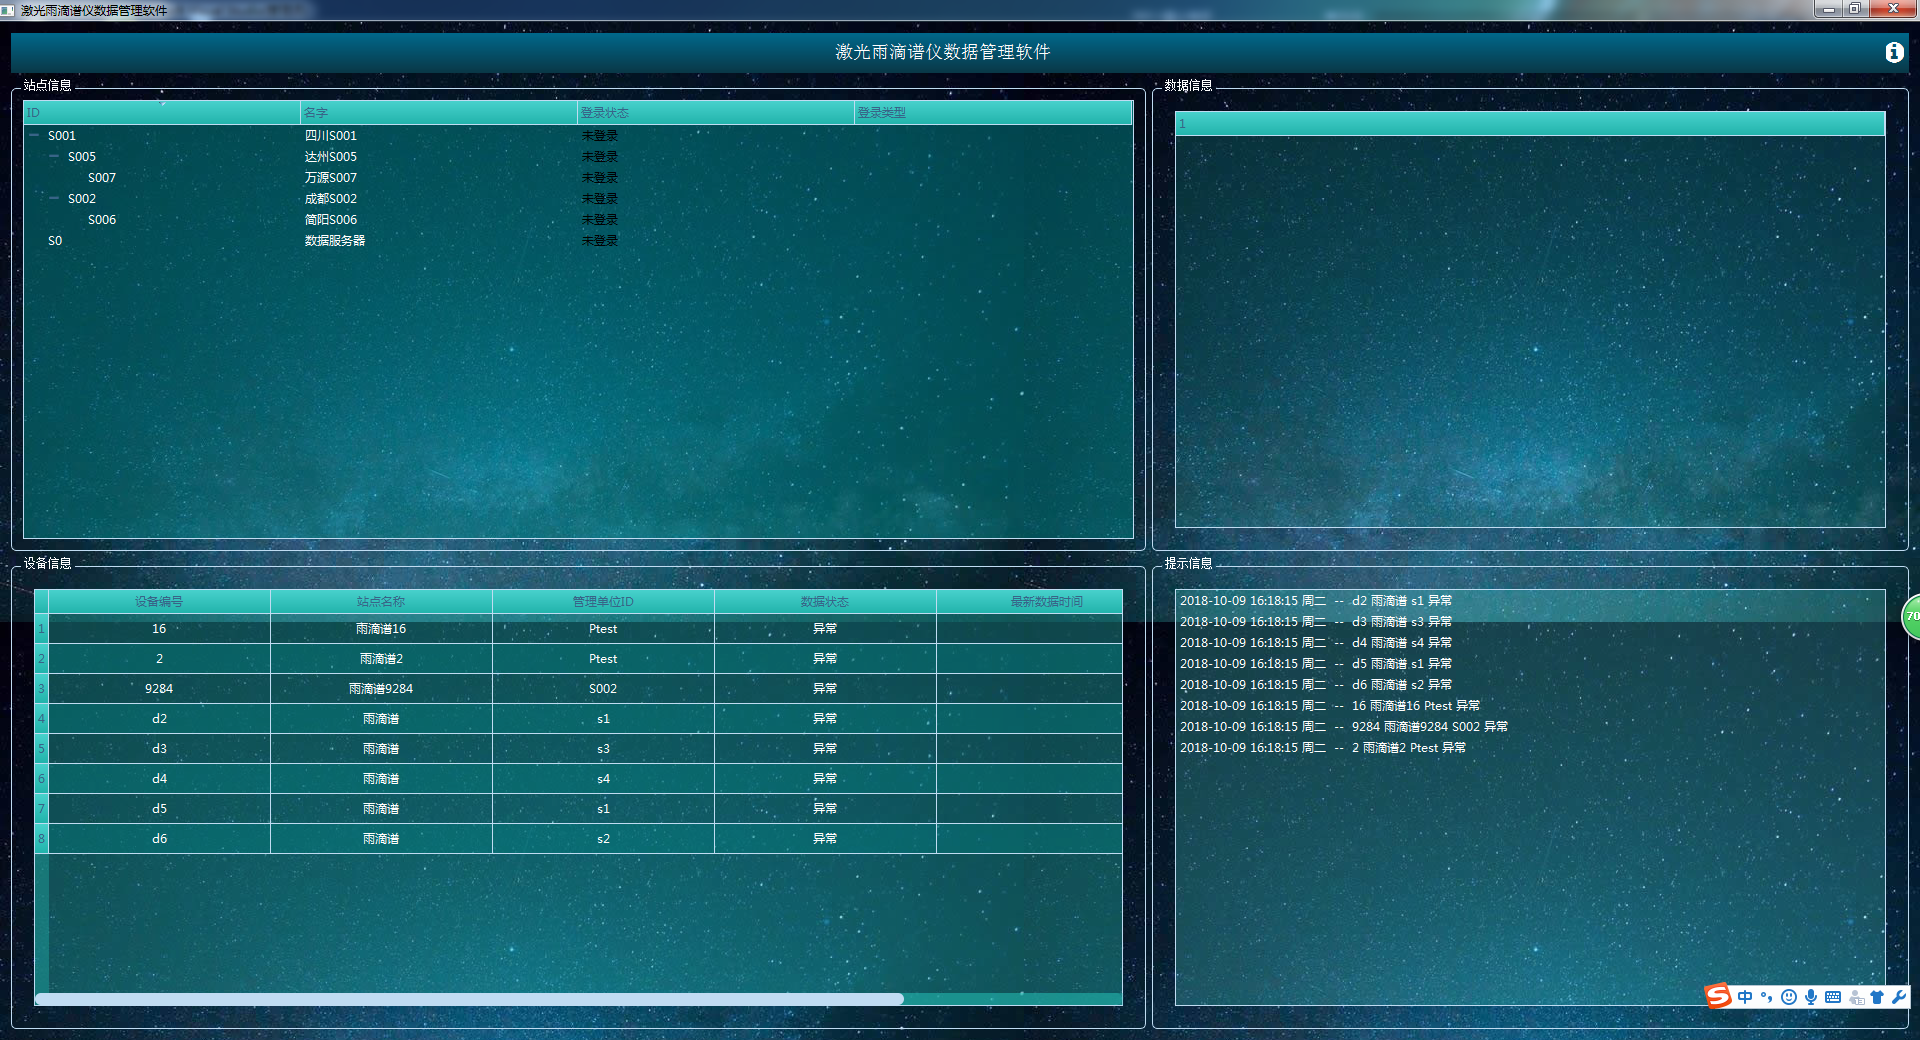 激光雨滴谱仪数据管理软件
激光雨滴谱仪数据管理软件
站点信息
ID 名字 登录状态 登录类型
S001 四川S001 未登录
S005 达州S005 未登录
S007 万源S007 未登录
S002 成都S002 未登录
S006 简阳S006 未登录
S0 数据服务器 未登录
数据信息
1
设备信息
设备编号 站点名称 管理单位ID 数据状态 最新数据时间
1 16 雨滴谱16 Ptest 异常
2 2 雨滴谱2 Ptest 异常
3 9284 雨滴谱9284 S002 异常
4 d2 雨滴谱 s1 异常
5 d3 雨滴谱 s3 异常
6 d4 雨滴谱 s4 异常
7 d5 雨滴谱 s1 异常
8 d6 雨滴谱 s2 异常
提示信息
2018-10-09 16:18:15 周二 -- d2 雨滴谱 s1 异常
2018-10-09 16:18:15 周二 -- d3 雨滴谱 s3 异常
2018-10-09 16:18:15 周二 -- d4 雨滴谱 s4 异常
2018-10-09 16:18:15 周二 -- d5 雨滴谱 s1 异常
2018-10-09 16:18:15 周二 -- d6 雨滴谱 s2 异常
2018-10-09 16:18:15 周二 -- 16 雨滴谱16 Ptest 异常
2018-10-09 16:18:15 周二 -- 9284 雨滴谱9284 S002 异常
2018-10-09 16:18:15 周二 -- 2 雨滴谱2 Ptest 异常
70
S 中